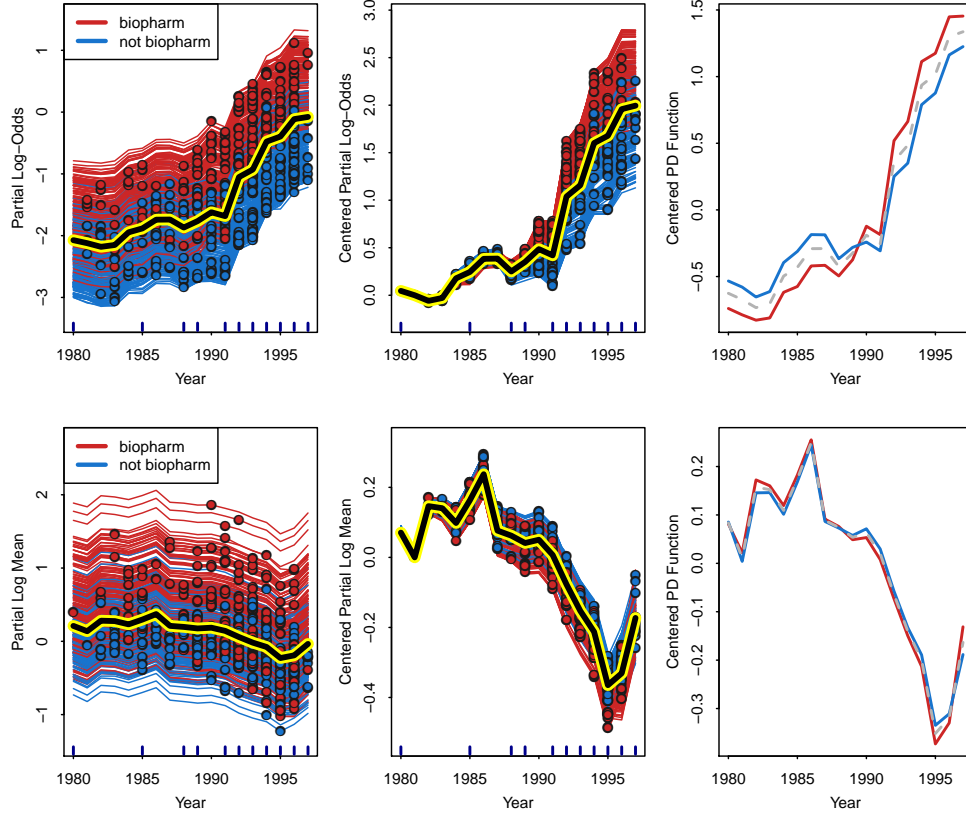 biopharm
not biopharm
Partial Log−Odds
1
0
−1
−2
−3
1980 1985 1990 1995
Year
Centered Partial Log−Odds
3.0
2.5
2.0
1.5
1.0
0.5
0.0
1980 1985 1990 1995
Year
Centered PD Function
1.5
1.0
0.5
0.0
−0.5
1980 1985 1990 1995
Year
biopharm
not biopharm
Partial Log Mean
2
1
0
−1
1980 1985 1990 1995
Year
Centered Partial Log Mean
0.2
0.0
−0.2
−0.4
1980 1985 1990 1995
Year
Centered PD Function
0.2
0.1
0.0
−0.1
−0.2
−0.3
1980 1985 1990 1995
Year